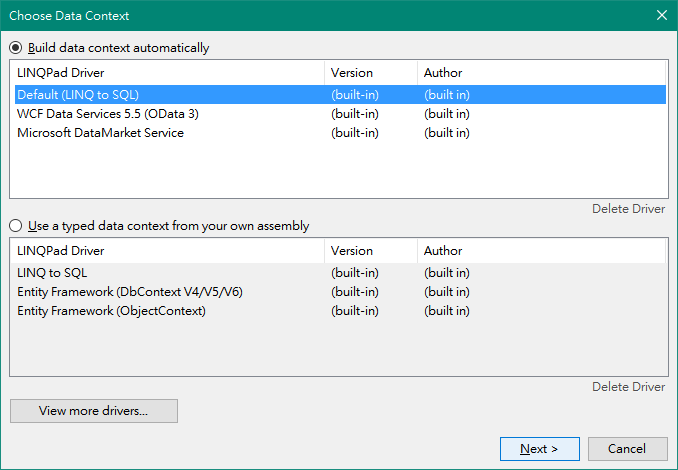 Choose Data Context
Build data context automatically
LINQPad Driver Version Author
Default (LINQ to SQL) (built-in) (built in)
WCF Data Services 5.5 (OData 3) (built-in) (built in)
Microsoft DataMarket Service (built-in) (built in)
Delete Driver
Use a typed data context from your own assembly
LINQPad Driver Version Author
LINQ to SQL (built-in) (built in)
Entity Framework (DbContext V4/V5/V6) (built-in) (built in)
Entity Framework (ObjectContext) (built-in) (built in)
Delete Driver
View more drivers...
Next > Cancel